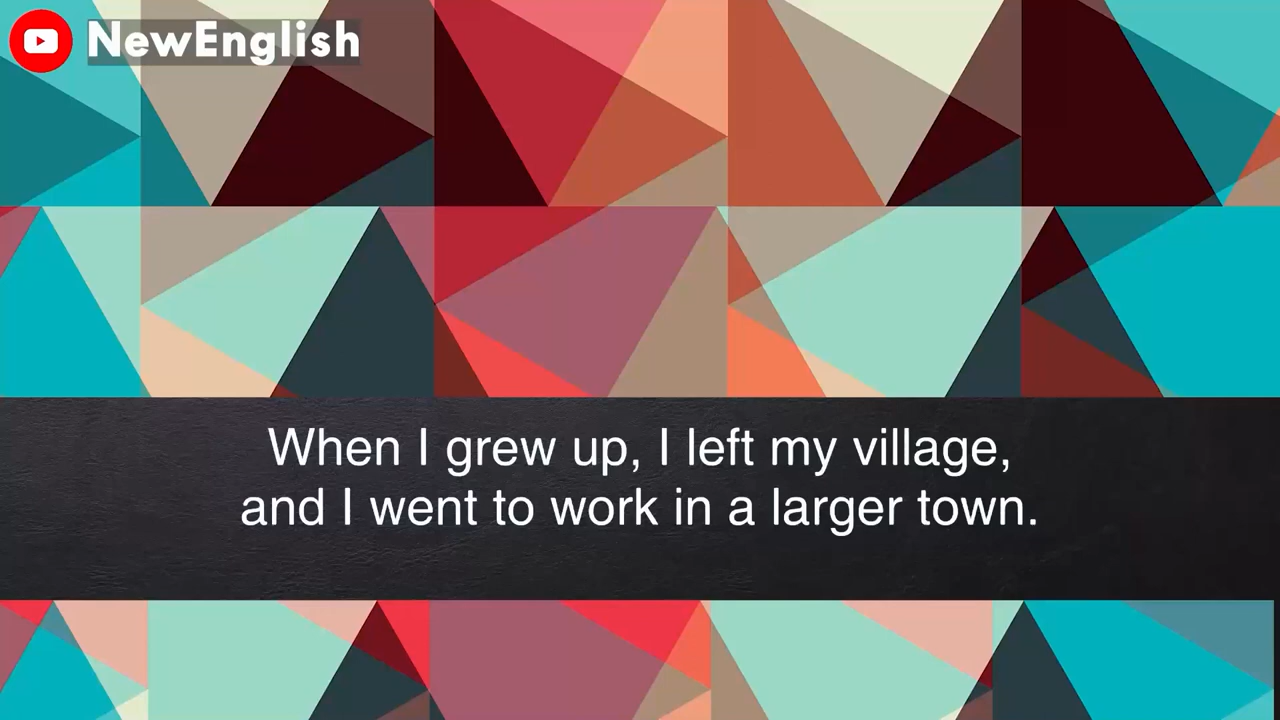 NewEnglish
When I grew up, I left my village,
and I went to work in a larger town.